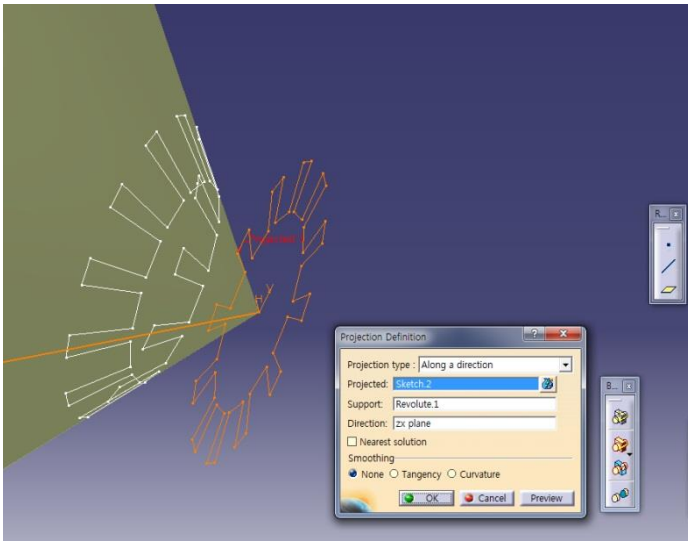 R...
H
V
Projection Definition
Projection type : Along a direction
Projected: Sketch.2
Support: Revolute.1
Direction: zx plane
Nearest solution
Smoothing
None Tangency Curvature
OK Cancel Preview
B...